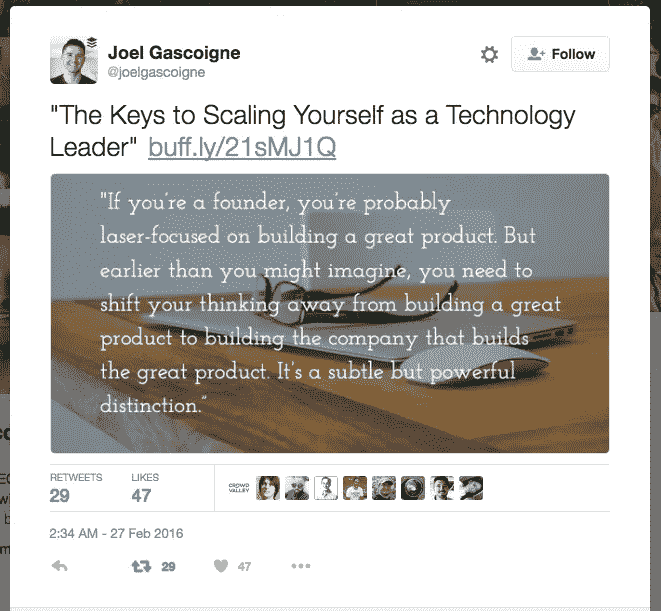 Joel Gascoigne
@joelgascoigne
Follow
"The Keys to Scaling Yourself as a Technology
Leader" buff.ly/21sMJ1Q
"If you're a founder, you're probably
laser-focused on building a great product. But
earlier than you might imagine, you need to
shift your thinking away from building a great
product to building the company that builds
the great product. It's a subtle but powerful
distinction."
RETWEETS LIKES
29 47
CROWD
VALLEY
2:34 AM - 27 Feb 2016
29 47